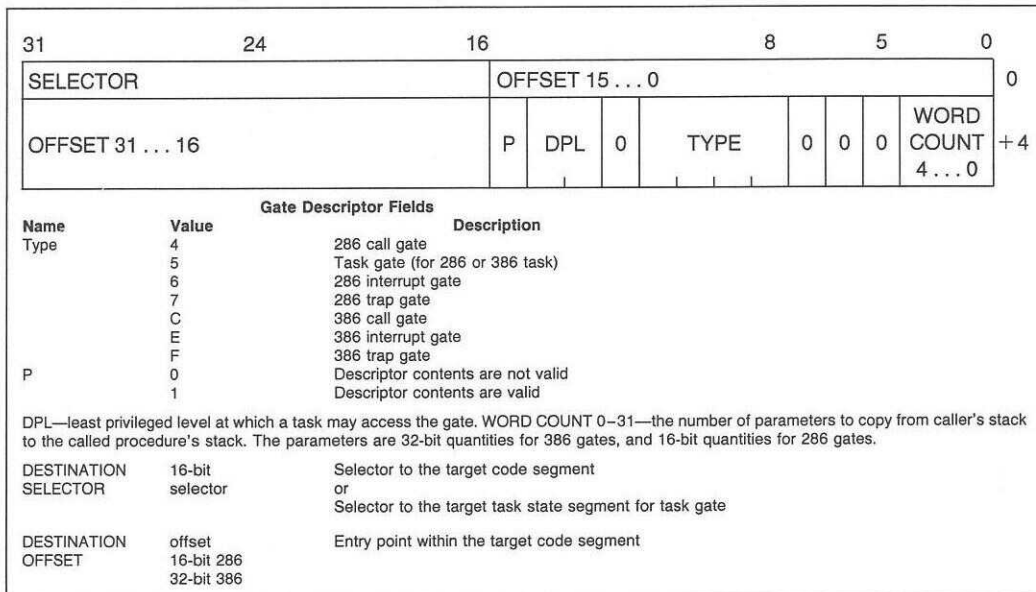 31 24 16 8 5 0
SELECTOR OFFSET 15 . . . 0 0
OFFSET 31 . . . 16 P DPL 0 TYPE 0 0 0 WORD COUNT 4 . . . 0 +4
Gate Descriptor Fields
Name Value Description
Type 4 286 call gate
5 Task gate (for 286 or 386 task)
6 286 interrupt gate
7 286 trap gate
C 386 call gate
E 386 interrupt gate
F 386 trap gate
P 0 Descriptor contents are not valid
1 Descriptor contents are valid
DPL—least privileged level at which a task may access the gate. WORD COUNT 0–31—the number of parameters to copy from caller's stack
to the called procedure's stack. The parameters are 32-bit quantities for 386 gates, and 16-bit quantities for 286 gates.
DESTINATION 16-bit Selector to the target code segment
SELECTOR selector or
Selector to the target task state segment for task gate
DESTINATION offset Entry point within the target code segment
OFFSET 16-bit 286
32-bit 386